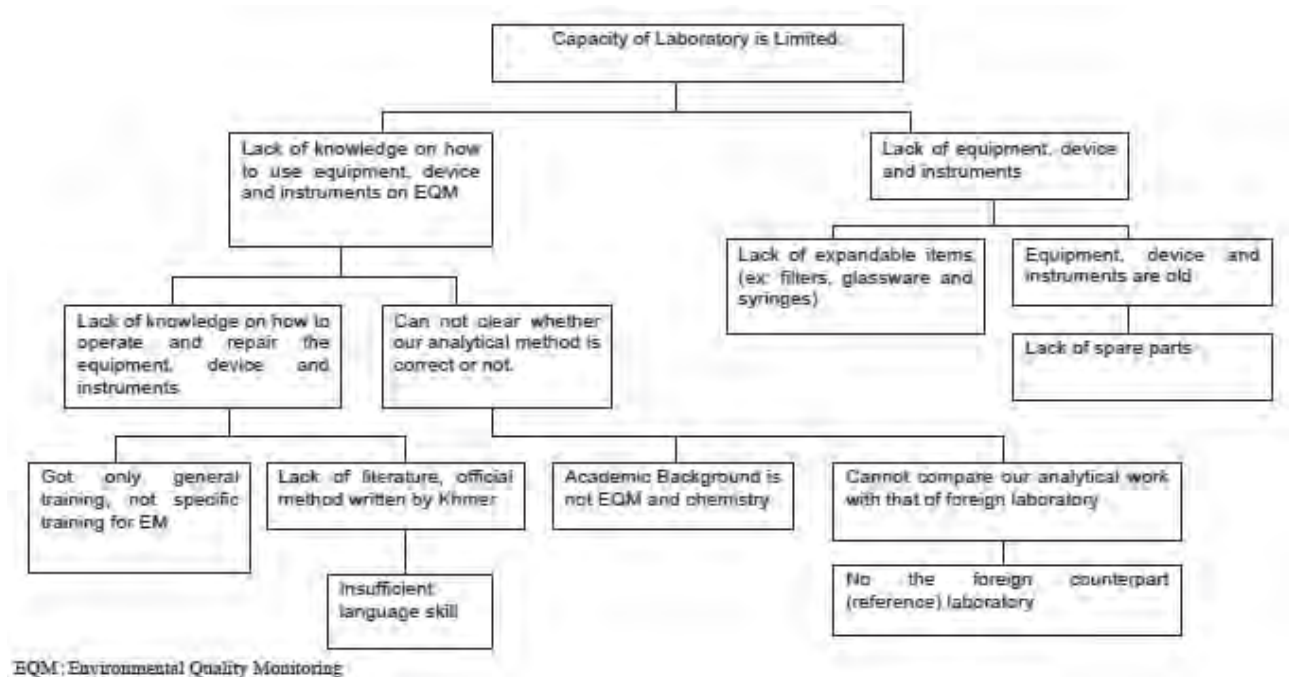 Capacity of Laboratory is Limited.
Lack of knowledge on how
to use equipment, device
and instruments on EQM
Lack of equipment, device
and instruments
Lack of expandable items
(ex: filters, glassware and
syringes)
Equipment, device and
instruments are old
Lack of knowledge on how to
operate and repair the
equipment, device and
instruments
Can not clear whether
our analytical method is
correct or not.
Lack of spare parts
Got only general
training, not specific
training for EM
Lack of literature, official
method written by Khmer
Academic Background is
not EQM and chemistry
Cannot compare our analytical work
with that of foreign laboratory
Insufficient
language skill
No the foreign counterpart
(reference) laboratory
EQM ; Environmental Quality Monitoring